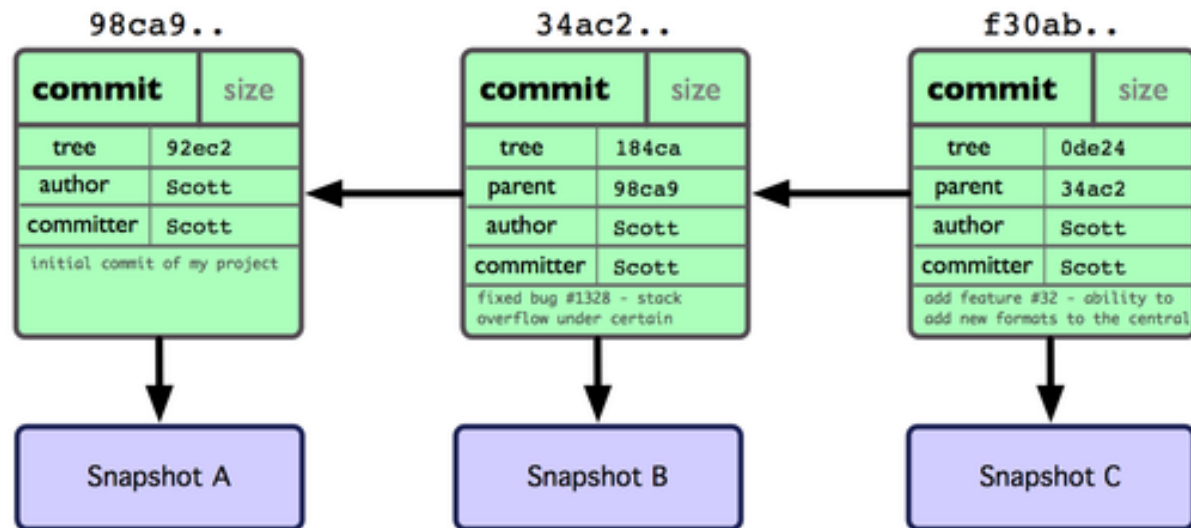 98ca9..
commit size
tree 92ec2
author Scott
committer Scott
initial commit of my project
Snapshot A
34ac2..
commit size
tree 184ca
parent 98ca9
author Scott
committer Scott
fixed bug #1328 - stack
overflow under certain
Snapshot B
f30ab..
commit size
tree 0de24
parent 34ac2
author Scott
committer Scott
add feature #32 - ability to
add new formats to the central
Snapshot C